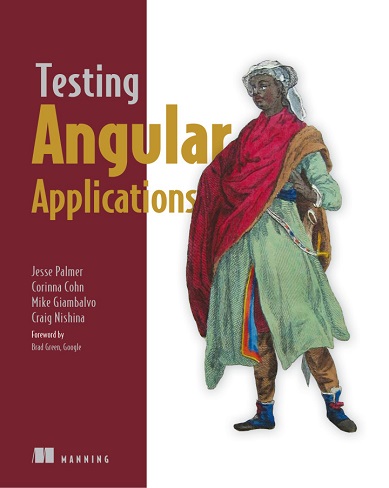 Testing
Angular
Applications
Jesse Palmer
Corinna Cohn
Mike Giambalvo
Craig Nishina
Foreword by
Brad Green, Google
MANNING